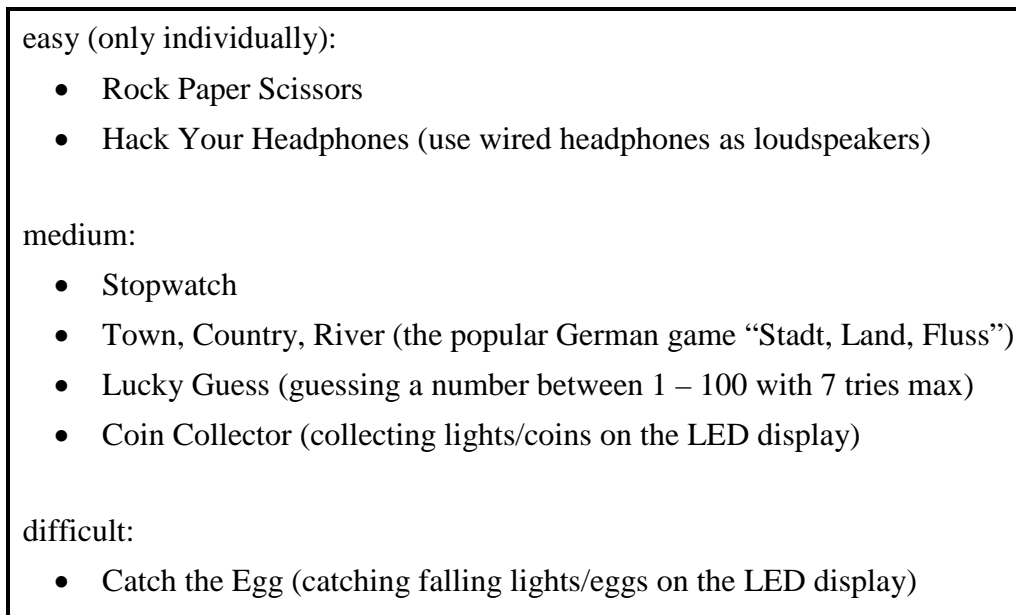 easy (only individually):
• Rock Paper Scissors
• Hack Your Headphones (use wired headphones as loudspeakers)
medium:
• Stopwatch
• Town, Country, River (the popular German game “Stadt, Land, Fluss”)
• Lucky Guess (guessing a number between 1 – 100 with 7 tries max)
• Coin Collector (collecting lights/coins on the LED display)
difficult:
• Catch the Egg (catching falling lights/eggs on the LED display)